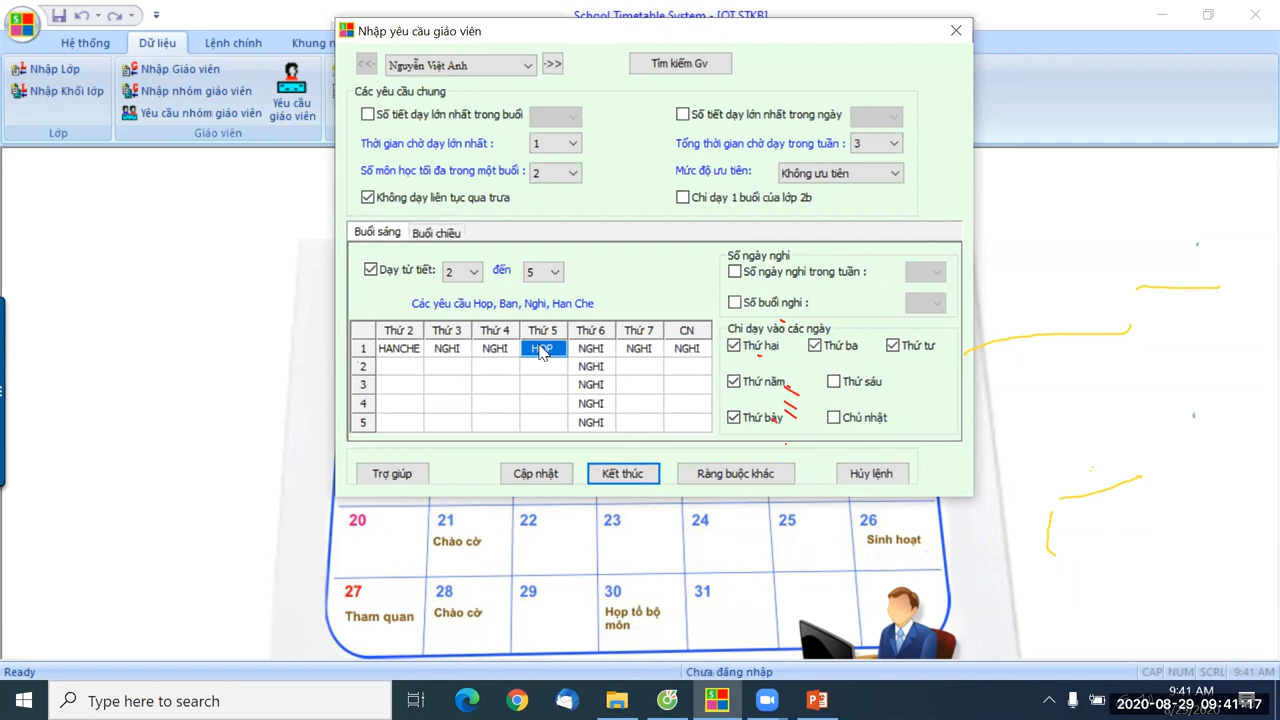 School Timetable System - [QT STKB]
Hệ thống
Dữ liệu
Lệnh chính
Khung n
Nhập Lớp
Nhập Khối lớp
Lớp
Nhập Giáo viên
Nhập nhóm giáo viên
Yêu cầu nhóm giáo viên
Yêu cầu giáo viên
Giáo viên
Nhập yêu cầu giáo viên
<<-
Nguyễn Việt Anh
->>
Tìm kiếm Gv
Các yêu cầu chung
Số tiết dạy lớn nhất trong buổi
Số tiết dạy lớn nhất trong ngày
Thời gian chờ dạy lớn nhất : 1
Tổng thời gian chờ dạy trong tuần : 3
Số môn học tối đa trong một buổi : 2
Mức độ ưu tiên: Không ưu tiên
Không dạy liên tục qua trưa
Chỉ dạy 1 buổi của lớp 2b
Buổi sáng
Buổi chiều
Dạy từ tiết: 2 đến 5
Các yêu cầu Hop, Ban, Nghi, Han Che
Thứ 2 Thứ 3 Thứ 4 Thứ 5 Thứ 6 Thứ 7 CN
1 HANCHE NGHI NGHI HOP NGHI NGHI NGHI
2 NGHI
3 NGHI
4 NGHI
5 NGHI
Số ngày nghi
Số ngày nghi trong tuần :
Số buổi nghi :
Chi dạy vào các ngày
Thứ hai Thứ ba Thứ tư
Thứ năm Thứ sáu
Thứ bảy Chủ nhật
Trợ giúp
Cập nhật
Kết thúc
Ràng buộc khác
Hủy lệnh
20 21 22 23 24 25 26
Chào cờ
Sinh hoạt
27 28 29 30 31
Tham quan
Chào cờ
Họp tổ bộ môn
Ready
Chưa đăng nhập
CAP NUM SCRL 9:41 AM
Type here to search
9:41 AM
2020-08-29 09:41:17